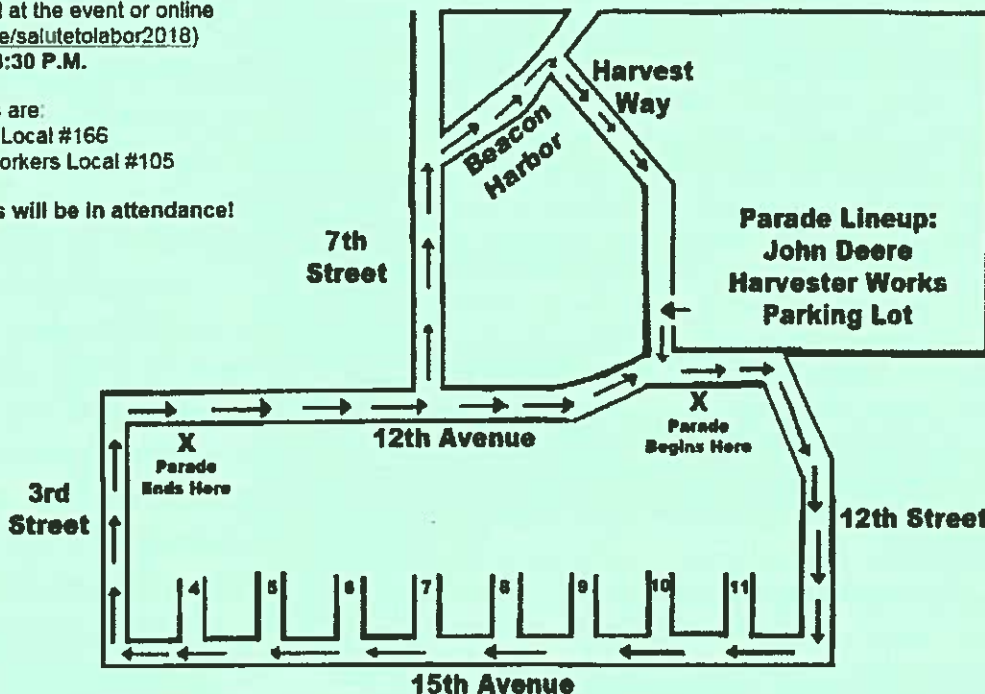 at the event or online
e/salutetolabor2018)
:30 P.M.
are:
Local #166
orkers Local #105
s will be in attendance!
Harvest
Way
Beacon
Harbor
7th
Street
Parade Lineup:
John Deere
Harvester Works
Parking Lot
12th Avenue
X
Parade
Begins Here
X
Parade
Ends Here
3rd
Street
12th Street
4 5 6 7 8 9 10 11
15th Avenue